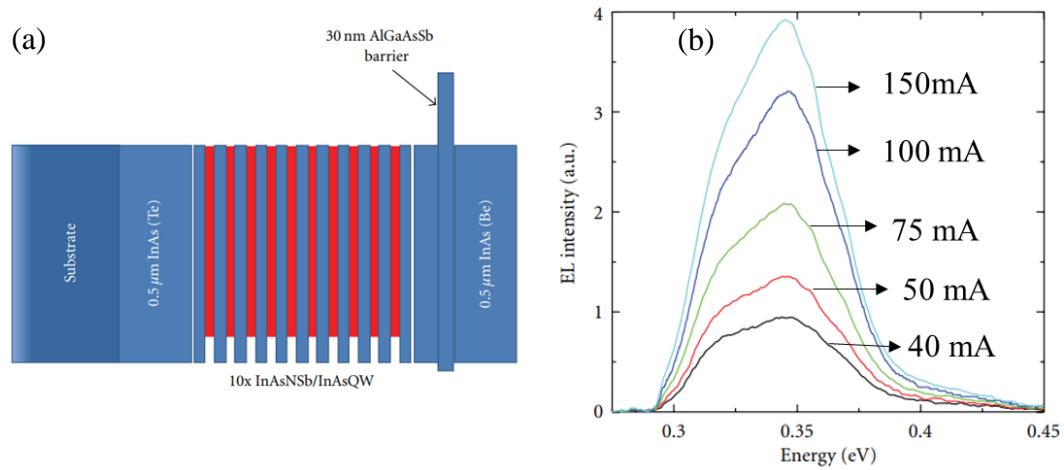 (a)
30 nm AlGaAsSb
barrier
Substrate
0.5 μm InAs (Te)
0.5 μm InAs (Be)
10x InAsNSb/InAsQW
(b)
EL intensity (a.u.)
4
3
2
1
0
150mA
100 mA
75 mA
50 mA
40 mA
0.3
0.35
0.4
0.45
Energy (eV)